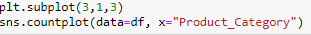 plt.subplot(3,1,3)
sns.countplot(data=df, x="Product_Category")